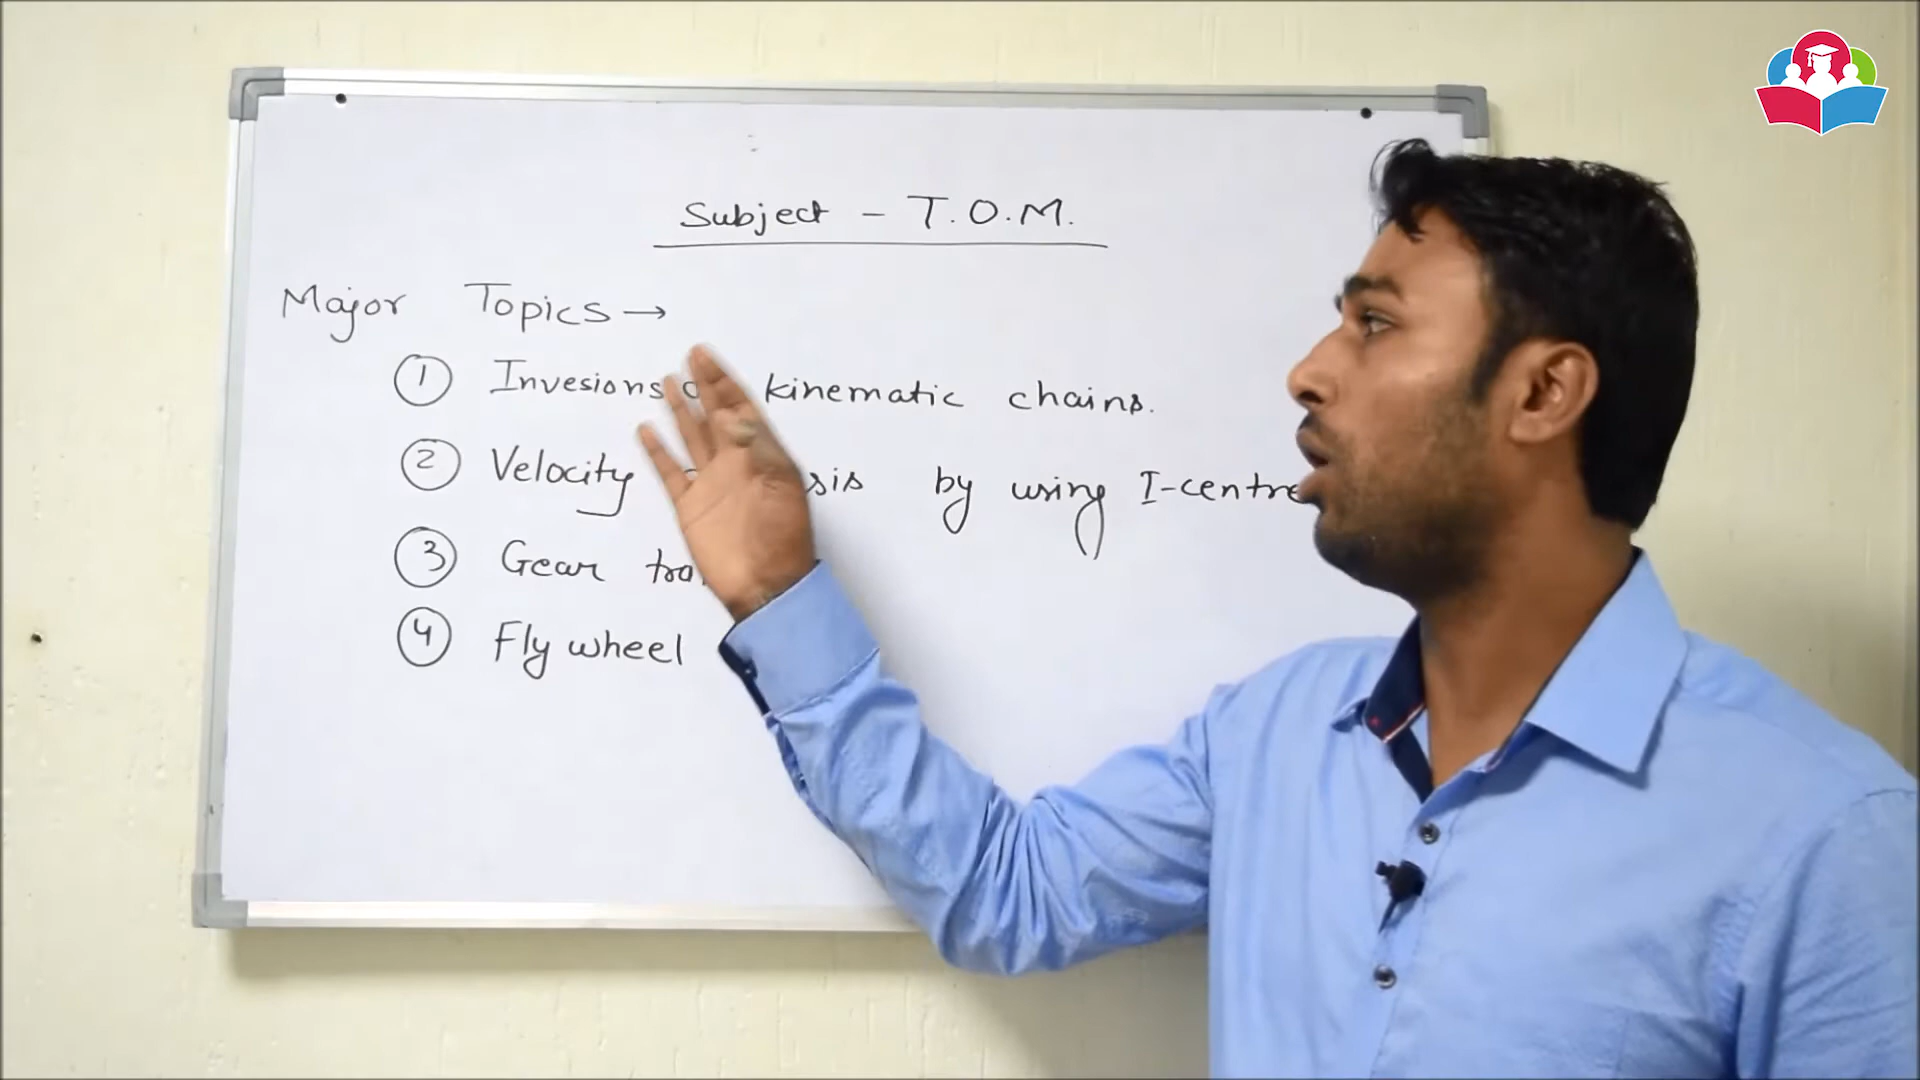 Subject - T.O.M.
Major Topics →
1 Invesions kinematic chains.
2 Velocity by using I-centre
3 Gear
4 Fly wheel